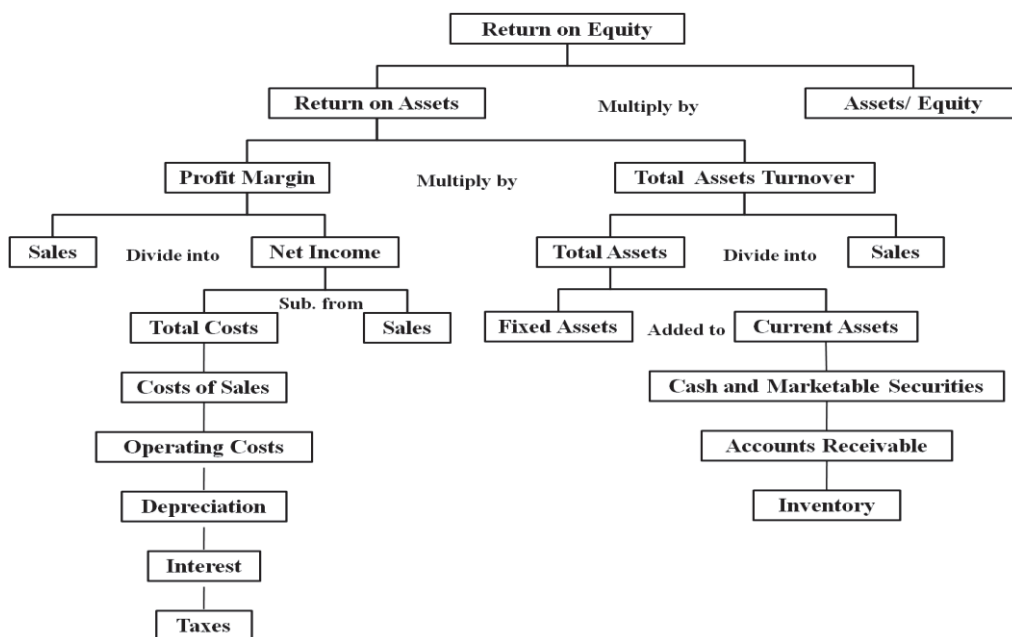 Return on Equity
Return on Assets
Multiply by
Assets/ Equity
Profit Margin
Multiply by
Total Assets Turnover
Sales
Divide into
Net Income
Total Assets
Divide into
Sales
Sub. from
Total Costs
Sales
Fixed Assets
Added to
Current Assets
Costs of Sales
Cash and Marketable Securities
Operating Costs
Accounts Receivable
Depreciation
Inventory
Interest
Taxes